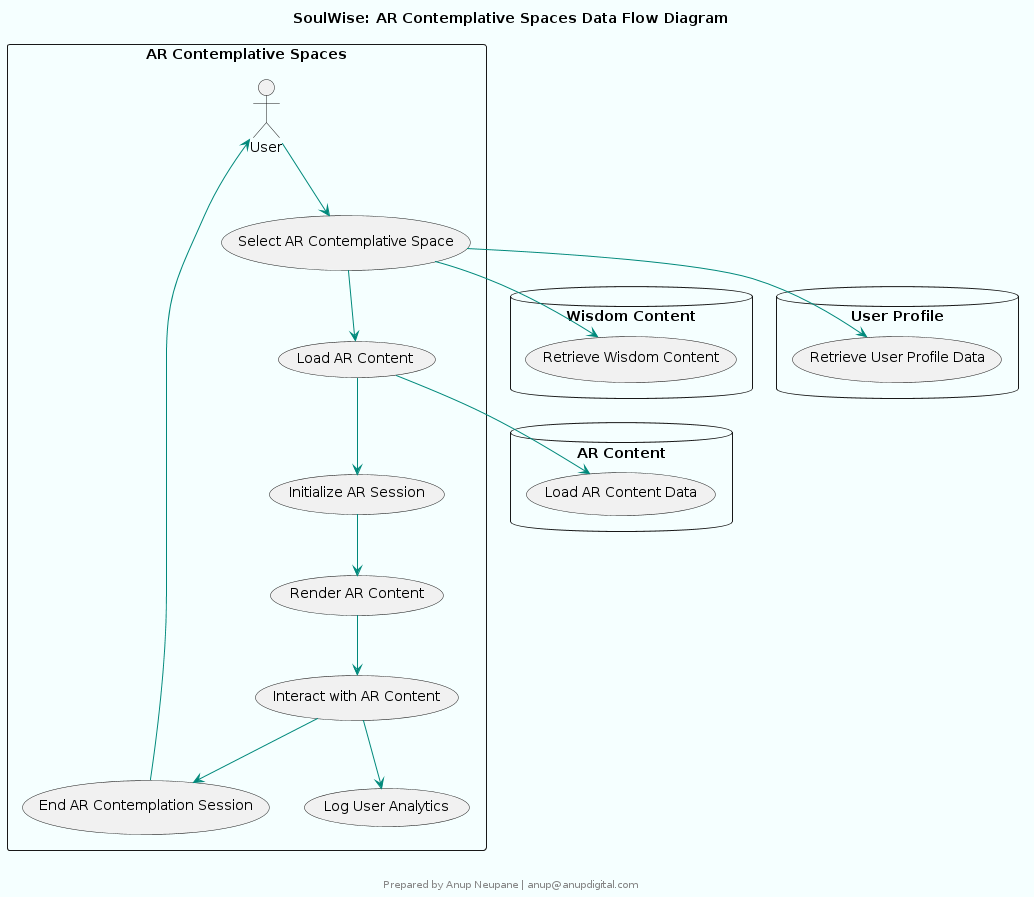 SoulWise: AR Contemplative Spaces Data Flow Diagram
AR Contemplative Spaces
User
Select AR Contemplative Space
Wisdom Content
User Profile
Load AR Content
Retrieve Wisdom Content
Retrieve User Profile Data
AR Content
Initialize AR Session
Load AR Content Data
Render AR Content
Interact with AR Content
End AR Contemplation Session
Log User Analytics
Prepared by Anup Neupane | anup@anupdigital.com